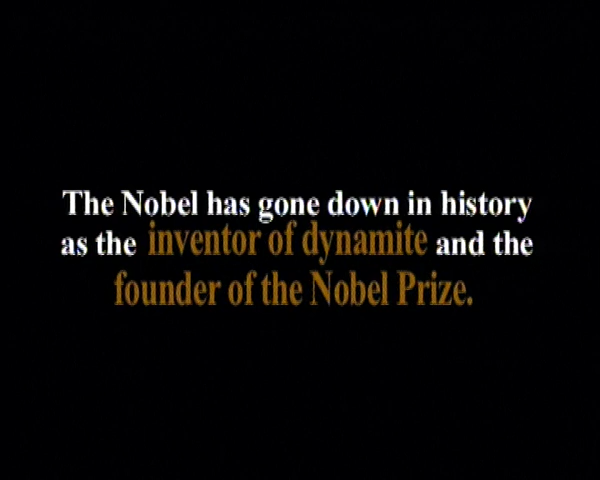 The Nobel has gone down in history
as the inventor of dynamite and the
founder of the Nobel Prize.